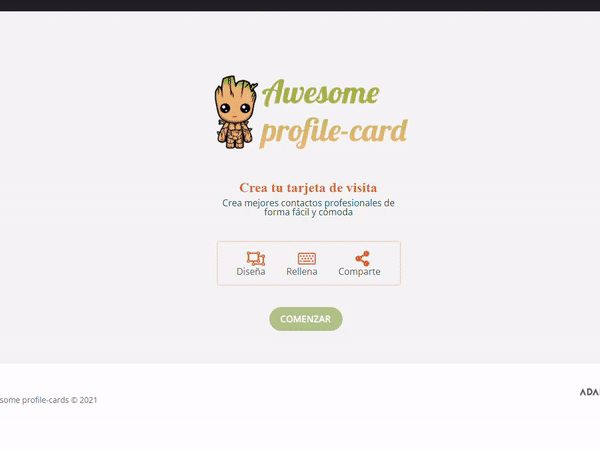 Awesome
profile-card
Crea tu tarjeta de visita
Crea mejores contactos profesionales de
forma fácil y cómoda
Diseña Rellena Comparte
COMENZAR
some profile-cards © 2021
ADA